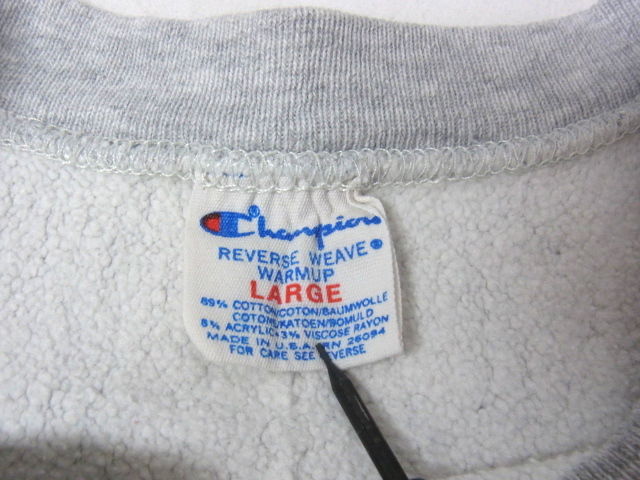 Champion®
REVERSE WEAVE®
WARMUP
LARGE
89% COTTON/COTON/BAUMWOLLE
COTONE/KATOEN/BOMULD
8% ACRYLIC•3% VISCOSE RAYON
MADE IN U.S.A. RN 26094
FOR CARE SEE REVERSE